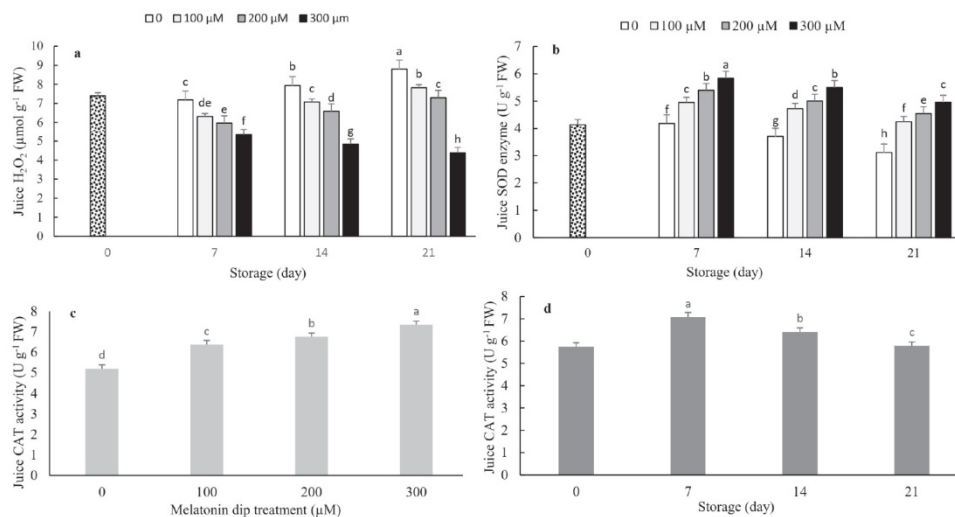 0 100 μM 200 μM 300 μm
a
Juice H₂O₂ (μmol g⁻¹ FW)
10
9
8
7
6
5
4
3
2
1
0
c de e f
b c d g
a b c h
0 7 14 21
Storage (day)
0 100 μM 200 μM 300 μM
b
Juice SOD enzyme (U g⁻¹ FW)
7
6
5
4
3
2
1
0
f c b a
g d c b
h f e c
0 7 14 21
Storage (day)
c
Juice CAT activity (U g⁻¹ FW)
8
7
6
5
4
3
2
1
0
d c b a
0 100 200 300
Melatonin dip treatment (μM)
d
Juice CAT activity (U g⁻¹ FW)
8
7
6
5
4
3
2
1
0
a b c
0 7 14 21
Storage (day)